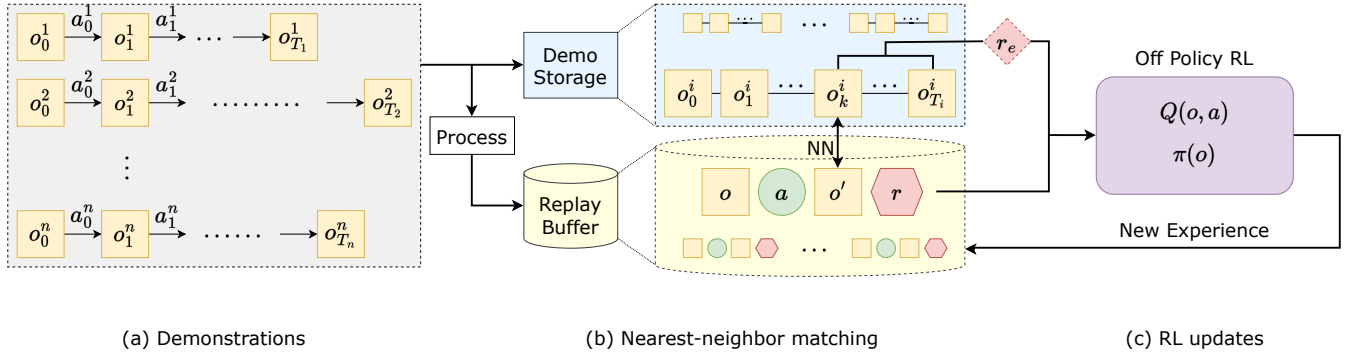 o_0^1 a_0^1 o_1^1 a_1^1 ... o_{T_1}^1
o_0^2 a_0^2 o_1^2 a_1^2 ......... o_{T_2}^2
⋮
o_0^n a_0^n o_1^n a_1^n ...... o_{T_n}^n
Process
Demo
Storage
Replay
Buffer
... ... ...
o_0^i o_1^i ... o_k^i ... o_{T_i}^i
r_e
NN
o a o' r
...
Off Policy RL
Q(o, a)
π(o)
New Experience
(a) Demonstrations
(b) Nearest-neighbor matching
(c) RL updates